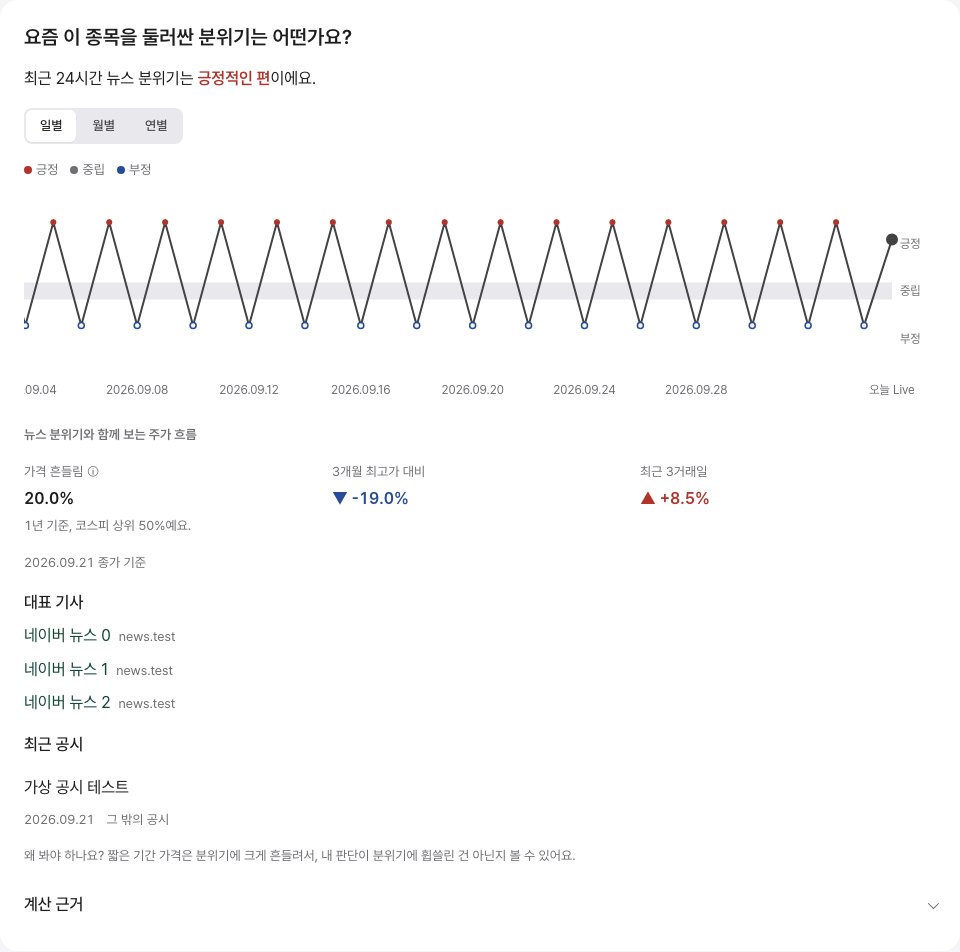 요즘 이 종목을 둘러싼 분위기는 어떤가요?
최근 24시간 뉴스 분위기는 긍정적인 편이에요.
일별 월별 연별
긍정 중립 부정
긍정
중립
부정
.09.04 2026.09.08 2026.09.12 2026.09.16 2026.09.20 2026.09.24 2026.09.28 오늘 Live
뉴스 분위기와 함께 보는 주가 흐름
가격 흔들림 ⓘ 3개월 최고가 대비 최근 3거래일
20.0% ▼ -19.0% ▲ +8.5%
1년 기준, 코스피 상위 50%예요.
2026.09.21 종가 기준
대표 기사
네이버 뉴스 0 news.test
네이버 뉴스 1 news.test
네이버 뉴스 2 news.test
최근 공시
가상 공시 테스트
2026.09.21 그 밖의 공시
왜 봐야 하나요? 짧은 기간 가격은 분위기에 크게 흔들려서, 내 판단이 분위기에 휩쓸린 건 아닌지 볼 수 있어요.
계산 근거